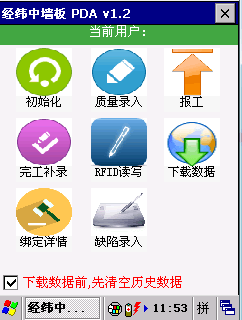 经纬中墙板 PDA v1.2
当前用户：
初始化 质量录入 报工
完工补录 RFID读写 下载数据
绑定详情 缺陷录入
下载数据前,先清空历史数据
经纬中... 11:53 拼